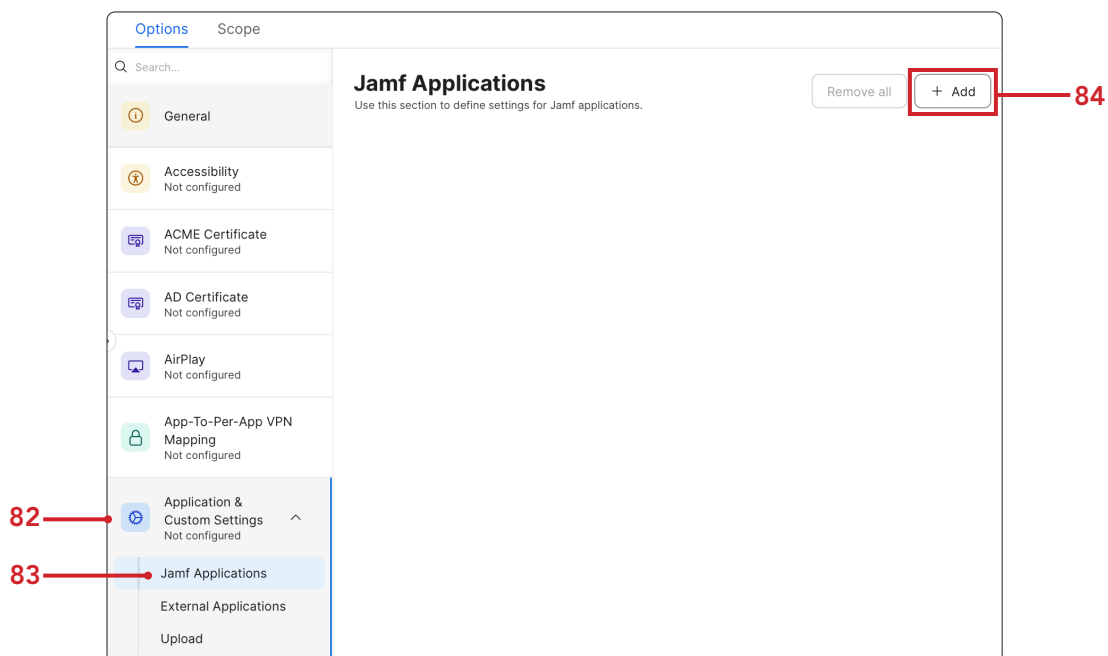 Options Scope
Search...
Jamf Applications
Use this section to define settings for Jamf applications.
Remove all
+ Add
84
General
Accessibility
Not configured
ACME Certificate
Not configured
AD Certificate
Not configured
AirPlay
Not configured
App-To-Per-App VPN
Mapping
Not configured
82
Application &
Custom Settings
Not configured
83
Jamf Applications
External Applications
Upload